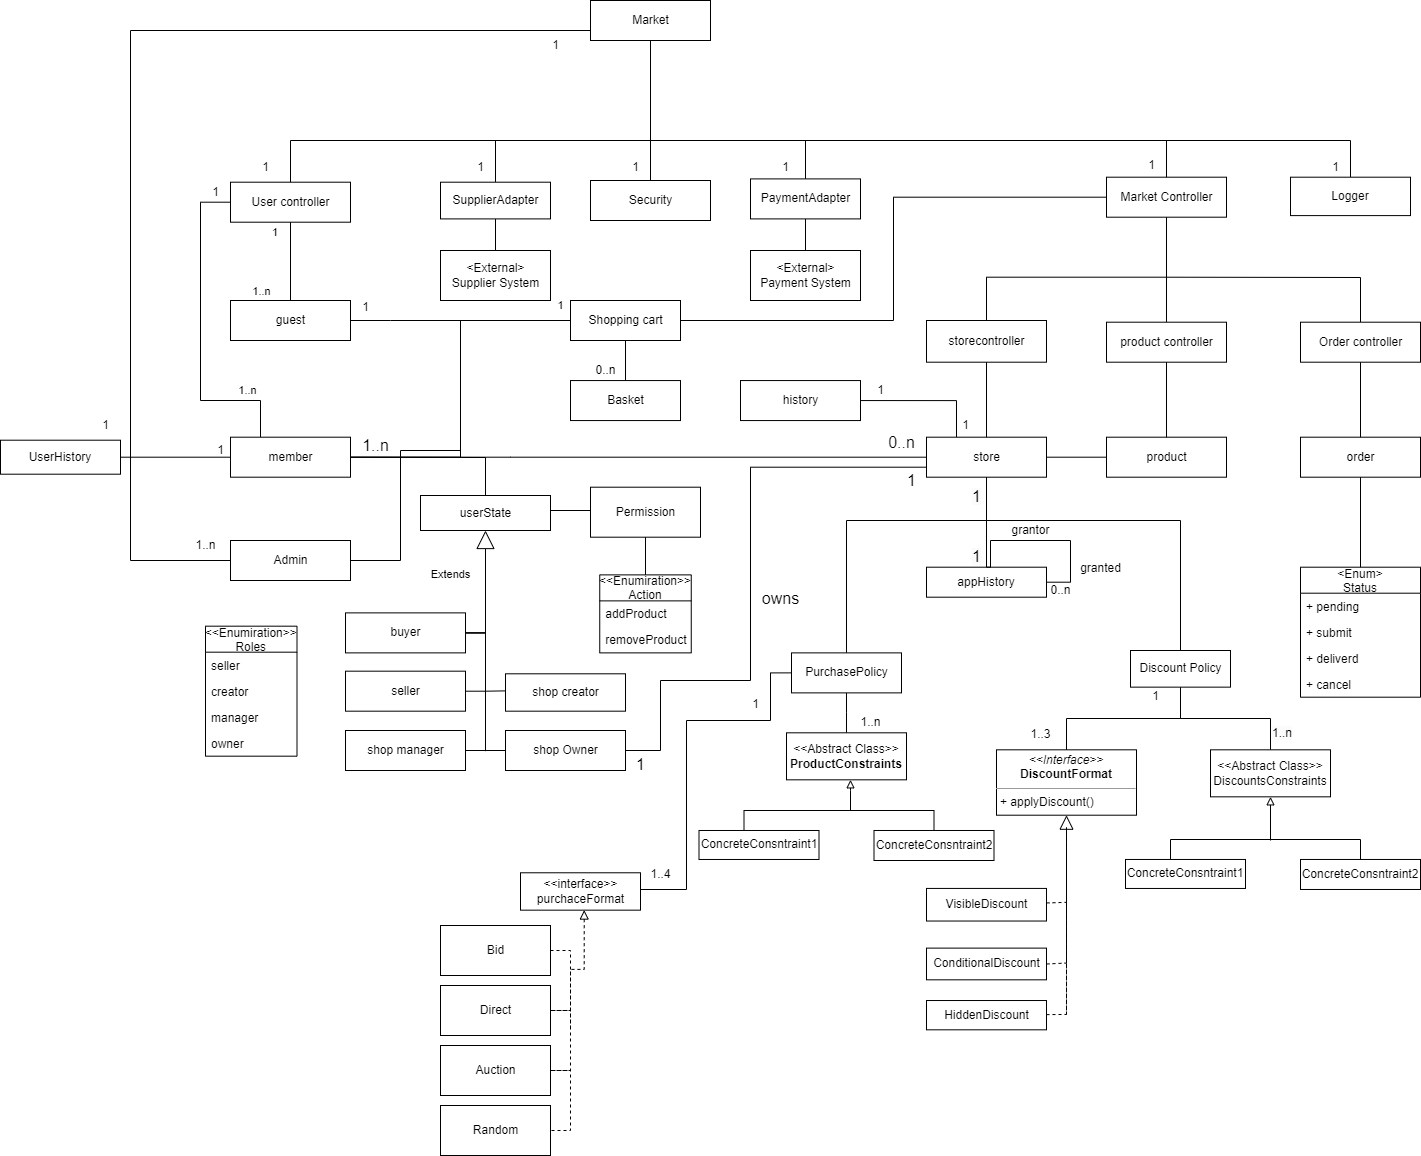 Market
1
1
1
1
1
1
1
1
User controller
SupplierAdapter
Security
PaymentAdapter
Market Controller
Logger
1
<External>
Supplier System
<External>
Payment System
1..n
guest
1
1
Shopping cart
storecontroller
product controller
Order controller
0..n
1..n
Basket
history
1
1
1
UserHistory
1
member
1..n
0..n
store
product
order
1
1
userState
Permission
grantor
1..n
Admin
1
appHistory
granted
0..n
Extends
<<Enumiration>>
Action
addProduct
removeProduct
<Enum>
Status
+ pending
+ submit
+ deliverd
+ cancel
owns
buyer
<<Enumiration>>
Roles
seller
creator
manager
owner
seller
shop creator
shop manager
shop Owner
1
PurchasePolicy
Discount Policy
1
1
1..n
1..3
1..n
<<Abstract Class>>
ProductConstraints
<<Interface>>
DiscountFormat
+ applyDiscount()
<<Abstract Class>>
DiscountsConstraints
ConcreteConsntraint1
ConcreteConsntraint2
ConcreteConsntraint1
ConcreteConsntraint2
1..4
<<interface>>
purchaceFormat
VisibleDiscount
Bid
ConditionalDiscount
Direct
HiddenDiscount
Auction
Random